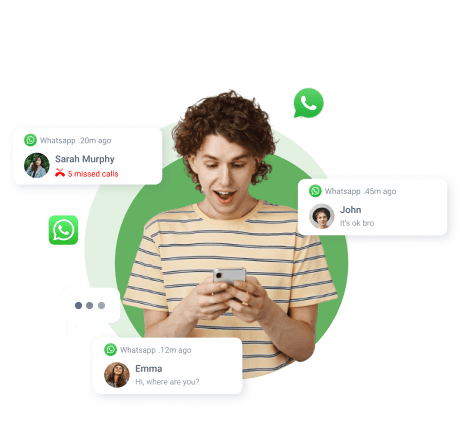 Whatsapp .20m ago
Sarah Murphy
5 missed calls
Whatsapp .45m ago
John
It's ok bro
Whatsapp .12m ago
Emma
Hi, where are you?